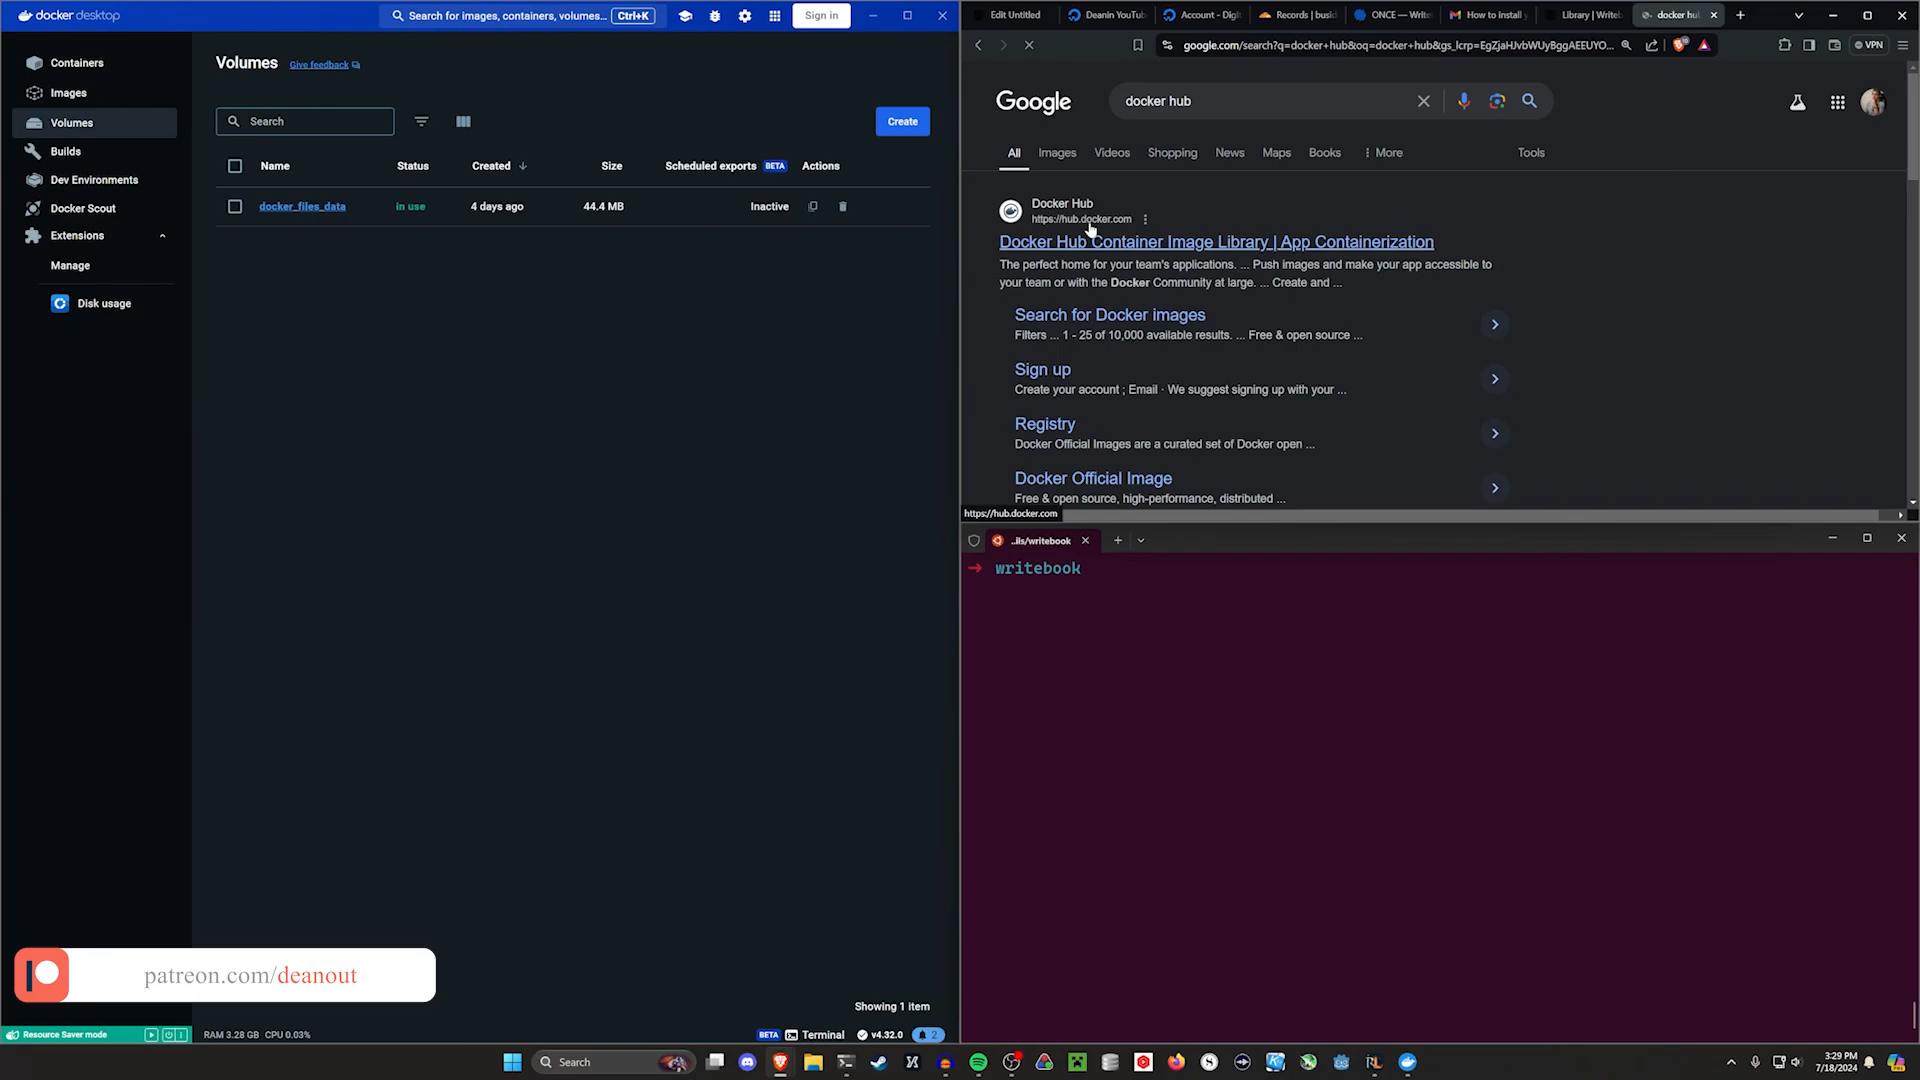 docker desktop
Search for images, containers, volumes... Ctrl+K
Sign in
Containers
Images
Volumes
Builds
Dev Environments
Docker Scout
Extensions
Manage
Disk usage
Volumes Give feedback
Search
Create
Name Status Created Size Scheduled exports BETA Actions
docker_files_data in use 4 days ago 44.4 MB Inactive
Showing 1 item
patreon.com/deanout
Resource Saver mode
RAM 3.28 GB CPU 0.03%
BETA Terminal v4.32.0 2
Edit Untitled
Deanin YouTub
Account - Digi
Records | busi
ONCE — Write
How to install
Library | Writeb
docker hub
google.com/search?q=docker+hub&oq=docker+hub&gs_lcrp=EgZjaHJvbWUyBggAEEUYO...
VPN
Google
docker hub
All Images Videos Shopping News Maps Books More Tools
Docker Hub
https://hub.docker.com
Docker Hub Container Image Library | App Containerization
The perfect home for your team's applications. ... Push images and make your app accessible to
your team or with the Docker Community at large. ... Create and ...
Search for Docker images
Filters ... 1 - 25 of 10,000 available results. ... Free & open source ...
Sign up
Create your account ; Email · We suggest signing up with your ...
Registry
Docker Official Images are a curated set of Docker open ...
Docker Official Image
Free & open source, high-performance, distributed ...
https://hub.docker.com
..ils/writebook
→ writebook
Search
3:29 PM
7/18/2024